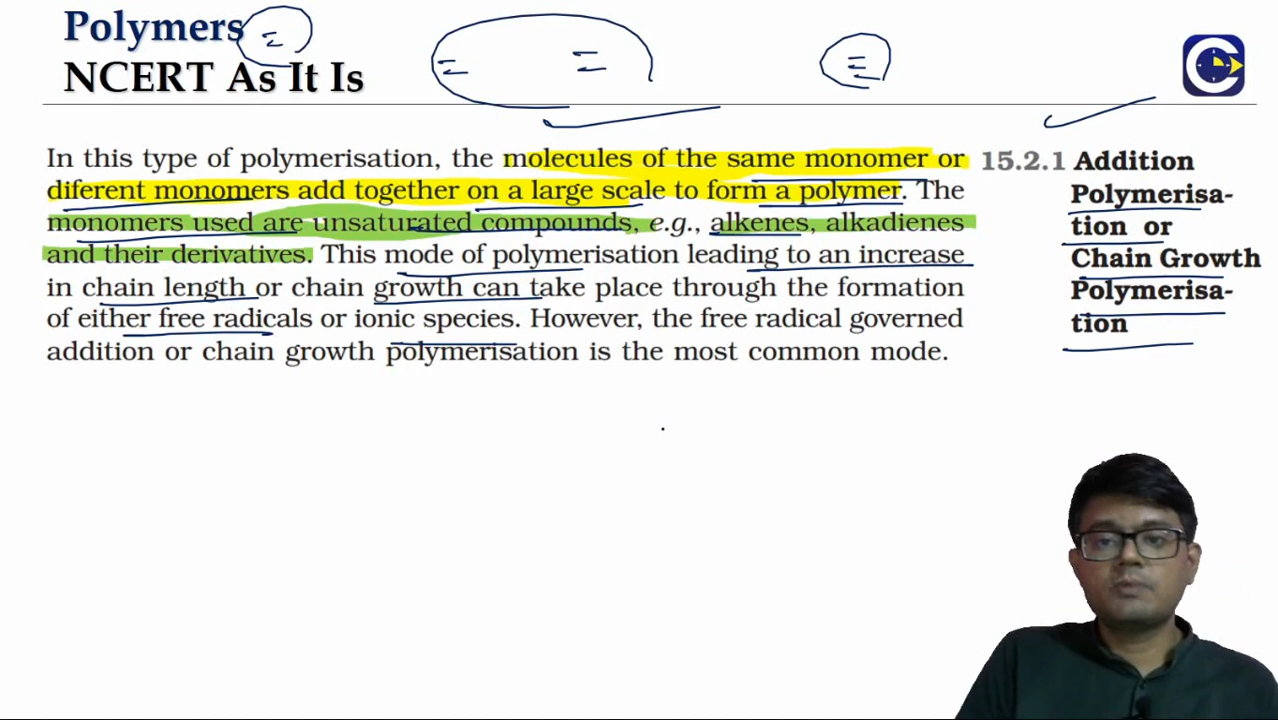 Polymers
NCERT As It Is
In this type of polymerisation, the molecules of the same monomer or
diferent monomers add together on a large scale to form a polymer. The
monomers used are unsaturated compounds, e.g., alkenes, alkadienes
and their derivatives. This mode of polymerisation leading to an increase
in chain length or chain growth can take place through the formation
of either free radicals or ionic species. However, the free radical governed
addition or chain growth polymerisation is the most common mode.
15.2.1 Addition
Polymerisa-
tion or
Chain Growth
Polymerisa-
tion